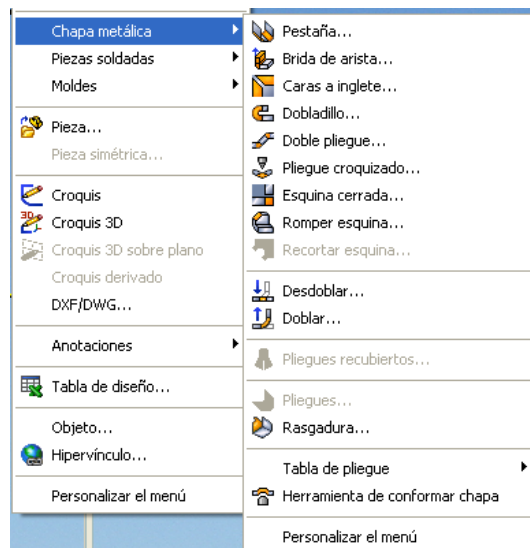 Chapa metálica
Piezas soldadas
Moldes
Pieza...
Pieza simétrica...
Croquis
Croquis 3D
Croquis 3D sobre plano
Croquis derivado
DXF/DWG...
Anotaciones
Tabla de diseño...
Objeto...
Hipervínculo...
Personalizar el menú
Pestaña...
Brida de arista...
Caras a inglete...
Dobladillo...
Doble pliegue...
Pliegue croquizado...
Esquina cerrada...
Romper esquina...
Recortar esquina...
Desdoblar...
Doblar...
Pliegues recubiertos...
Pliegues...
Rasgadura...
Tabla de pliegue
Herramienta de conformar chapa
Personalizar el menú